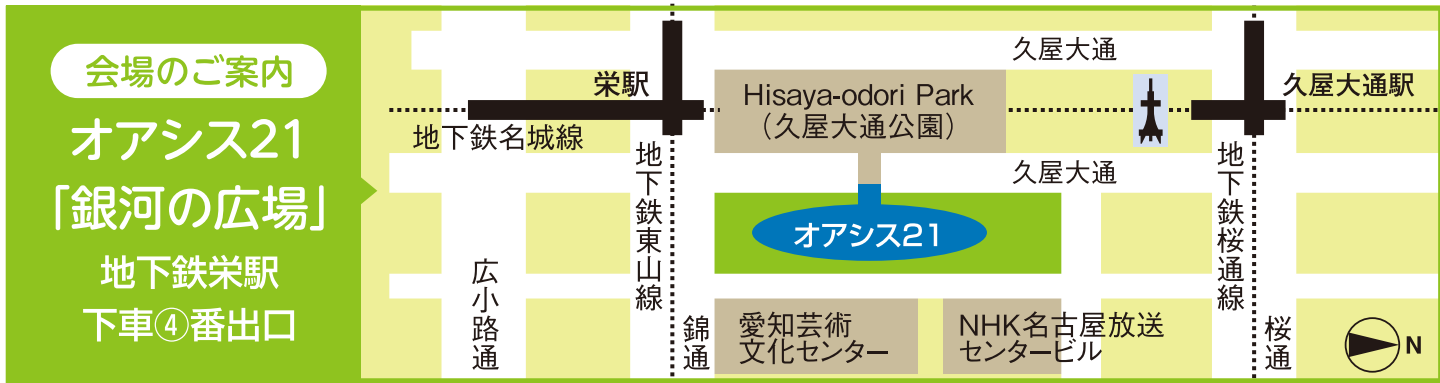 会場のご案内
オアシス21
「銀河の広場」
地下鉄栄駅
下車④番出口
久屋大通
栄駅
久屋大通駅
Hisaya-odori Park
（久屋大通公園）
地下鉄名城線
地下鉄東山線
久屋大通
地下鉄桜通線
オアシス21
広小路通
錦通
愛知芸術
文化センター
NHK名古屋放送
センタービル
桜通
N